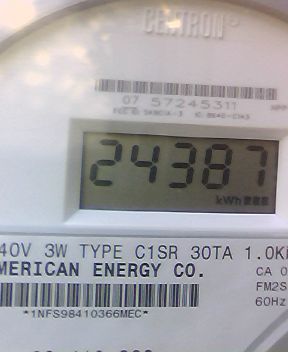 CENTRON®
07 57245311
24387
kWh
40V 3W TYPE C1SR 30TA 1.0K
MERICAN ENERGY CO.
CA 0
FM2S
60Hz
*1NFS98410366MEC*